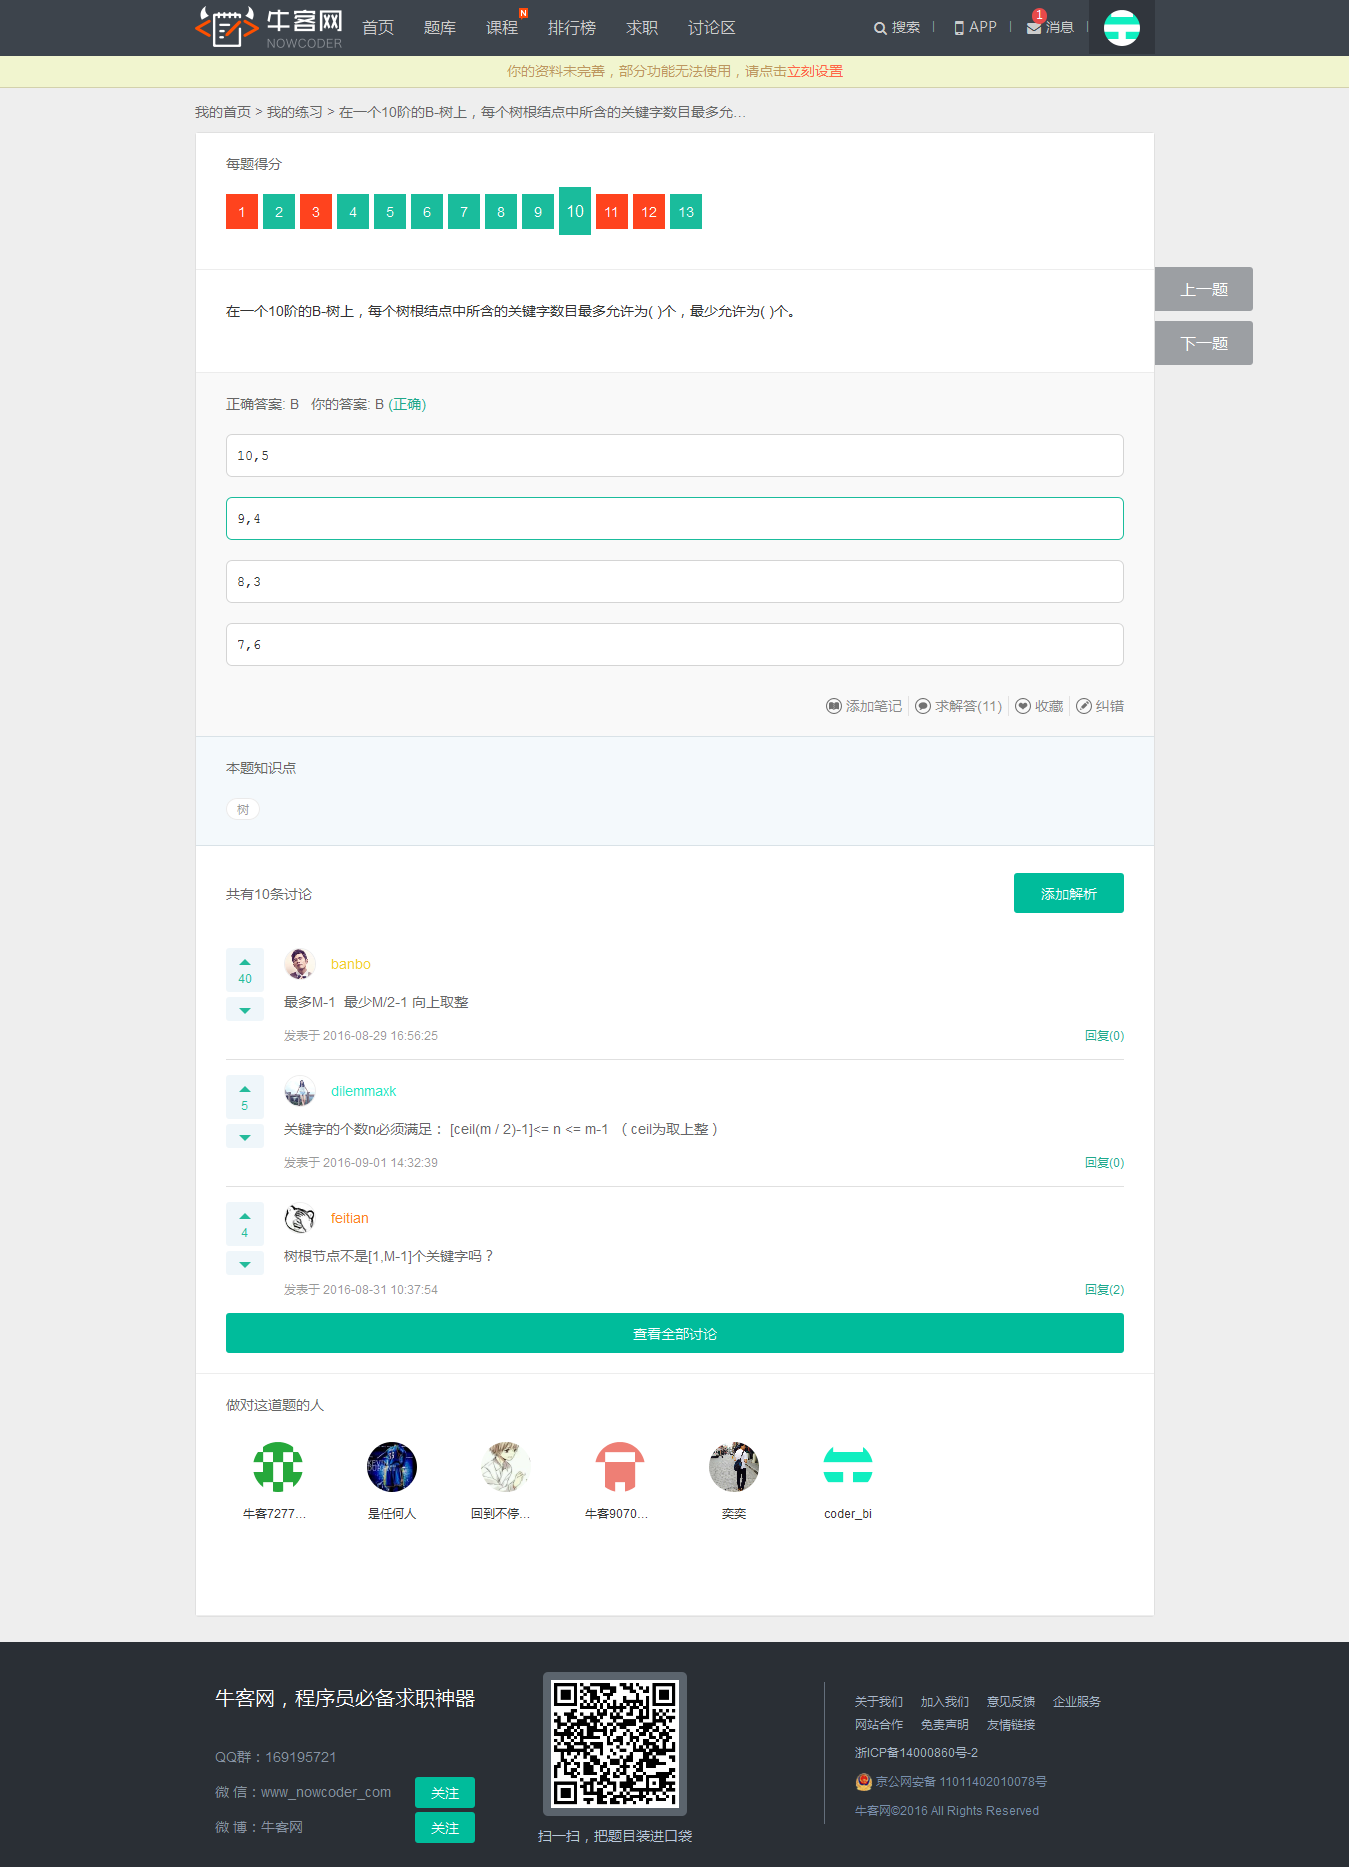 牛客网
NOWCODER
首页 题库 课程 N 排行榜 求职 讨论区 搜索 APP 1 消息
你的资料未完善，部分功能无法使用，请点击立刻设置
我的首页 > 我的练习 > 在一个10阶的B-树上，每个树根结点中所含的关键字数目最多允...
每题得分
1 2 3 4 5 6 7 8 9 10 11 12 13
上一题
下一题
在一个10阶的B-树上，每个树根结点中所含的关键字数目最多允许为( )个，最少允许为( )个。
正确答案: B 你的答案: B (正确)
10,5
9,4
8,3
7,6
添加笔记 求解答(11) 收藏 纠错
本题知识点
树
共有10条讨论 添加解析
banbo
40
最多M-1 最少M/2-1 向上取整
发表于 2016-08-29 16:56:25 回复(0)
dilemmaxk
5
关键字的个数n必须满足： [ceil(m / 2)-1]<= n <= m-1 （ceil为取上整）
发表于 2016-09-01 14:32:39 回复(0)
feitian
4
树根节点不是[1,M-1]个关键字吗？
发表于 2016-08-31 10:37:54 回复(2)
查看全部讨论
做对这道题的人
牛客7277... 是任何人 回到不停... 牛客9070... 奕奕 coder_bi
牛客网，程序员必备求职神器
QQ群：169195721
微 信：www_nowcoder_com 关注
微 博：牛客网 关注
扫一扫，把题目装进口袋
关于我们 加入我们 意见反馈 企业服务
网站合作 免责声明 友情链接
浙ICP备14000860号-2
京公网安备 11011402010078号
牛客网©2016 All Rights Reserved